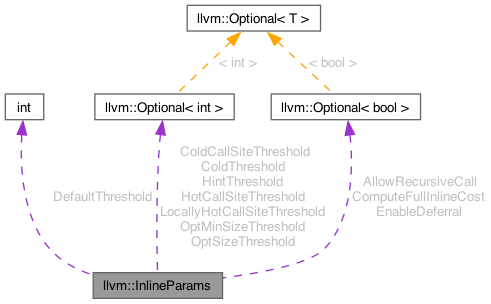 llvm::Optional< T >
< int >
< bool >
int
llvm::Optional< int >
llvm::Optional< bool >
DefaultThreshold
ColdCallSiteThreshold
ColdThreshold
HintThreshold
HotCallSiteThreshold
LocallyHotCallSiteThreshold
OptMinSizeThreshold
OptSizeThreshold
AllowRecursiveCall
ComputeFullInlineCost
EnableDeferral
llvm::InlineParams